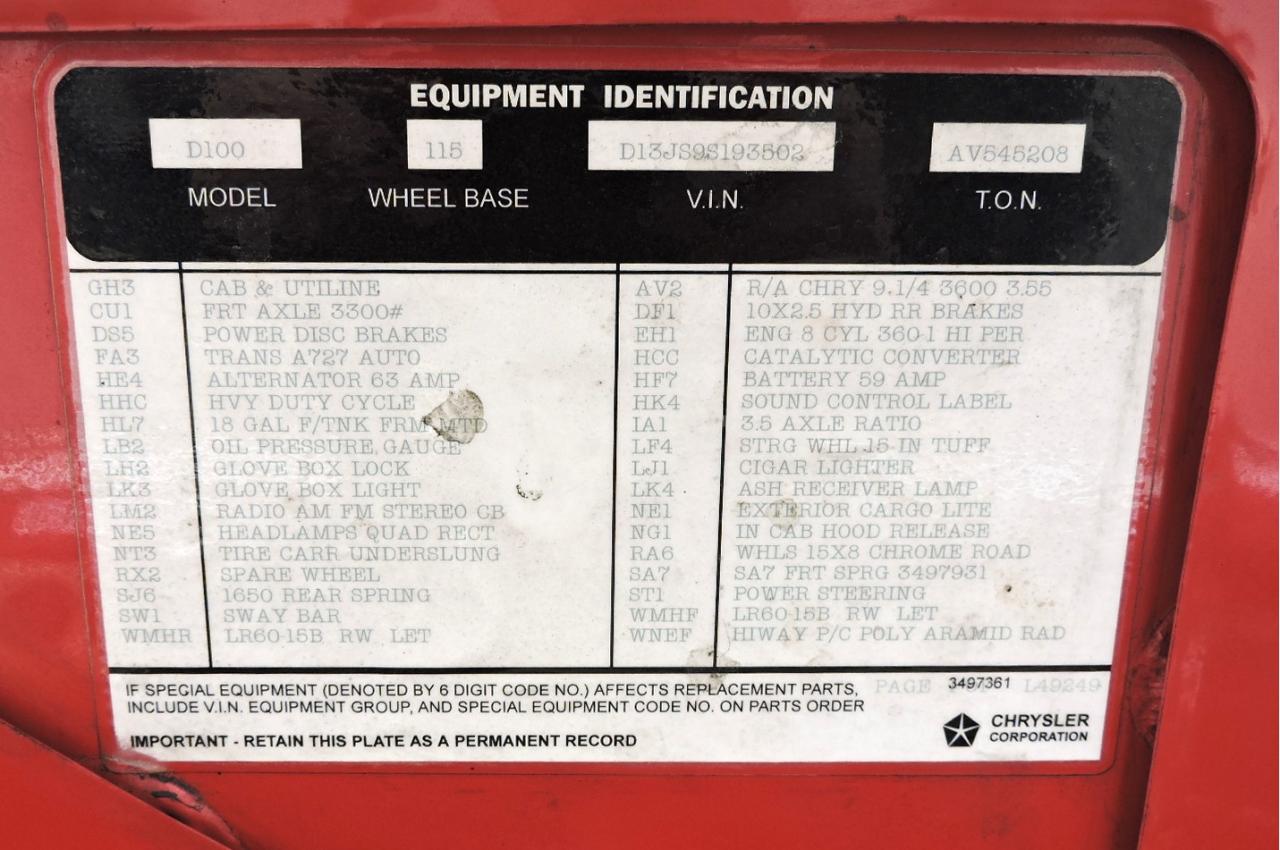 EQUIPMENT IDENTIFICATION
D100 115 D13JS9S193502 AV545208
MODEL WHEEL BASE V.I.N. T.O.N.
GH3 CAB & UTILINE AV2 R/A CHRY 9.1/4 3600 3.55
CU1 FRT AXLE 3300# DF1 10X2.5 HYD RR BRAKES
DS5 POWER DISC BRAKES EH1 ENG 8 CYL 360-1 HI PER
FA3 TRANS A727 AUTO HCC CATALYTIC CONVERTER
HE4 ALTERNATOR 63 AMP HF7 BATTERY 59 AMP
HHC HVY DUTY CYCLE HK4 SOUND CONTROL LABEL
HL7 18 GAL F/TNK FRM MTD IA1 3.5 AXLE RATIO
LB2 OIL PRESSURE GAUGE LF4 STRG WHL 15-IN TUFF
LH2 GLOVE BOX LOCK LJ1 CIGAR LIGHTER
LK3 GLOVE BOX LIGHT LK4 ASH RECEIVER LAMP
LM2 RADIO AM FM STEREO CB NE1 EXTERIOR CARGO LITE
NE5 HEADLAMPS QUAD RECT NG1 IN CAB HOOD RELEASE
NT3 TIRE CARR UNDERSLUNG RA6 WHLS 15X8 CHROME ROAD
RX2 SPARE WHEEL SA7 SA7 FRT SPRG 3497931
SJ6 1650 REAR SPRING ST1 POWER STEERING
SW1 SWAY BAR WMHF LR60-15B RW LET
WMHR LR60-15B RW LET WNEF HIWAY P/C POLY ARAMID RAD
IF SPECIAL EQUIPMENT (DENOTED BY 6 DIGIT CODE NO.) AFFECTS REPLACEMENT PARTS, PAGE 3497361 L49249
INCLUDE V.I.N. EQUIPMENT GROUP, AND SPECIAL EQUIPMENT CODE NO. ON PARTS ORDER
IMPORTANT - RETAIN THIS PLATE AS A PERMANENT RECORD
CHRYSLER
CORPORATION